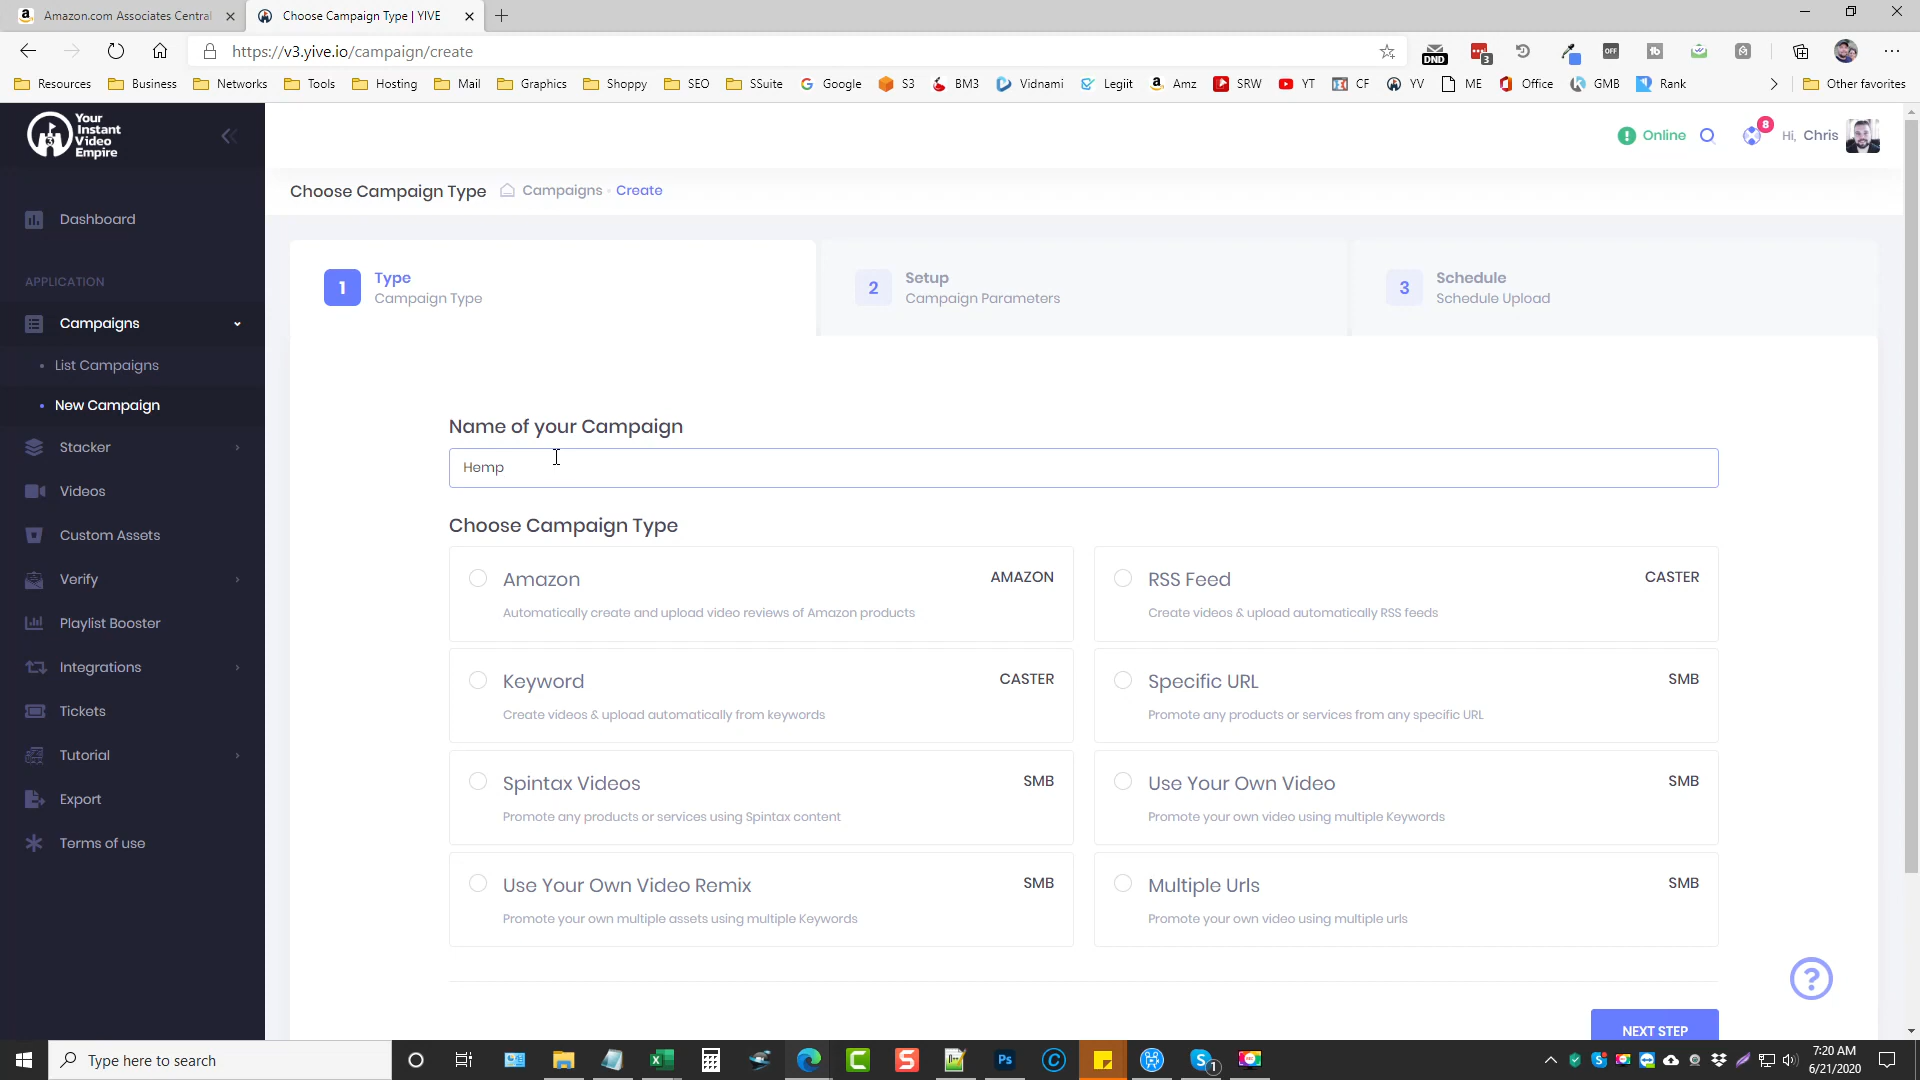 Amazon.com Associates Central
Choose Campaign Type | YIVE
https://v3.yive.io/campaign/create
DND
3
OFF
Resources Business Networks Tools Hosting Mail Graphics Shoppy SEO SSuite Google S3 BM3 Vidnami Legiit Amz SRW YT CF YV ME Office GMB Rank Other favorites
Your
Instant
Video
Empire
Online
8
Hi, Chris
Choose Campaign Type Campaigns Create
Dashboard
APPLICATION
Campaigns
List Campaigns
New Campaign
Stacker
Videos
Custom Assets
Verify
Playlist Booster
Integrations
Tickets
Tutorial
Export
Terms of use
1 Type
Campaign Type
2 Setup
Campaign Parameters
3 Schedule
Schedule Upload
Name of your Campaign
Hemp
Choose Campaign Type
Amazon AMAZON
Automatically create and upload video reviews of Amazon products
RSS Feed CASTER
Create videos & upload automatically RSS feeds
Keyword CASTER
Create videos & upload automatically from keywords
Specific URL SMB
Promote any products or services from any specific URL
Spintax Videos SMB
Promote any products or services using Spintax content
Use Your Own Video SMB
Promote your own video using multiple Keywords
Use Your Own Video Remix SMB
Promote your own multiple assets using multiple Keywords
Multiple Urls SMB
Promote your own video using multiple urls
?
NEXT STEP
Type here to search
Ps
1
7:20 AM
6/21/2020